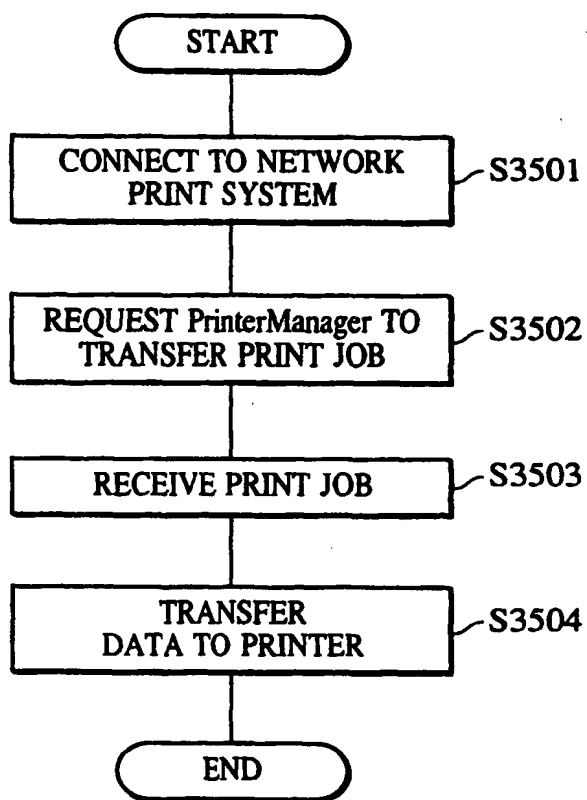 START
CONNECT TO NETWORK
PRINT SYSTEM
S3501
REQUEST PrinterManager TO
TRANSFER PRINT JOB
S3502
RECEIVE PRINT JOB
S3503
TRANSFER
DATA TO PRINTER
S3504
END